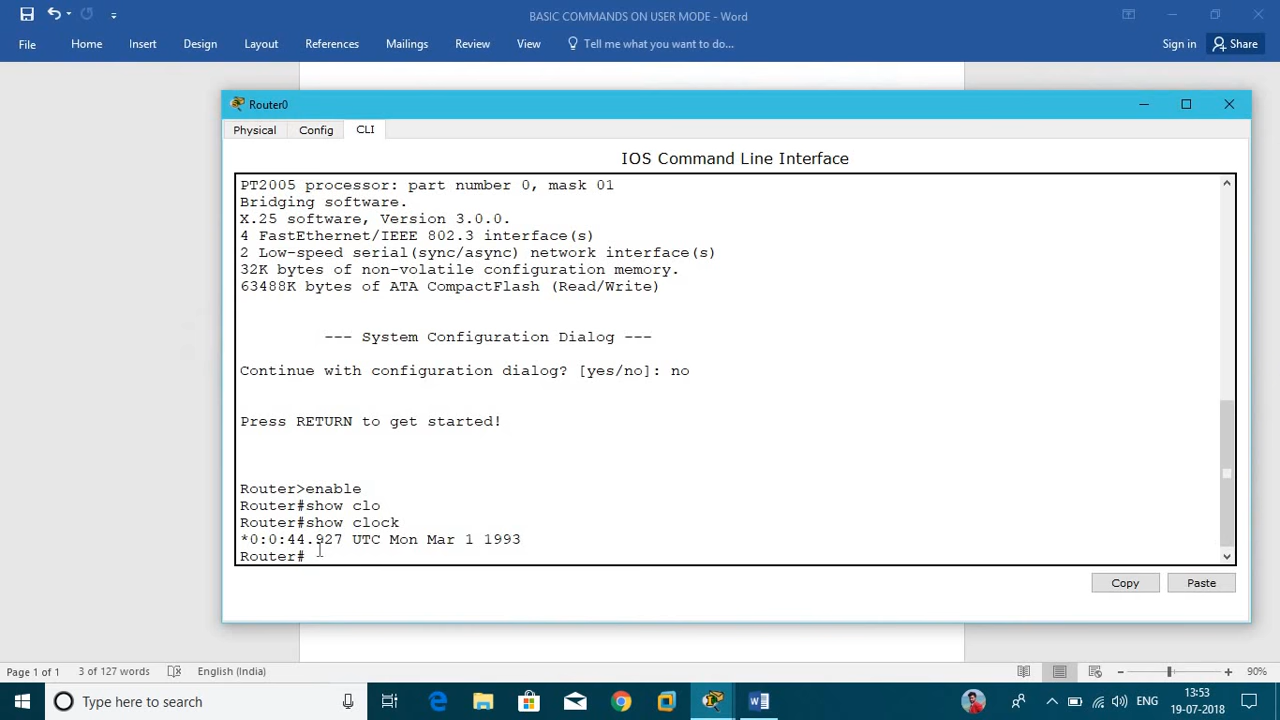 BASIC COMMANDS ON USER MODE - Word
File Home Insert Design Layout References Mailings Review View Tell me what you want to do... Sign in Share
Router0
Physical Config CLI
IOS Command Line Interface
PT2005 processor: part number 0, mask 01
Bridging software.
X.25 software, Version 3.0.0.
4 FastEthernet/IEEE 802.3 interface(s)
2 Low-speed serial(sync/async) network interface(s)
32K bytes of non-volatile configuration memory.
63488K bytes of ATA CompactFlash (Read/Write)
--- System Configuration Dialog ---
Continue with configuration dialog? [yes/no]: no
Press RETURN to get started!
Router>enable
Router#show clo
Router#show clock
*0:0:44.927 UTC Mon Mar 1 1993
Router#
Copy Paste
Page 1 of 1 3 of 127 words English (India) 90%
Type here to search ENG 13:53
19-07-2018